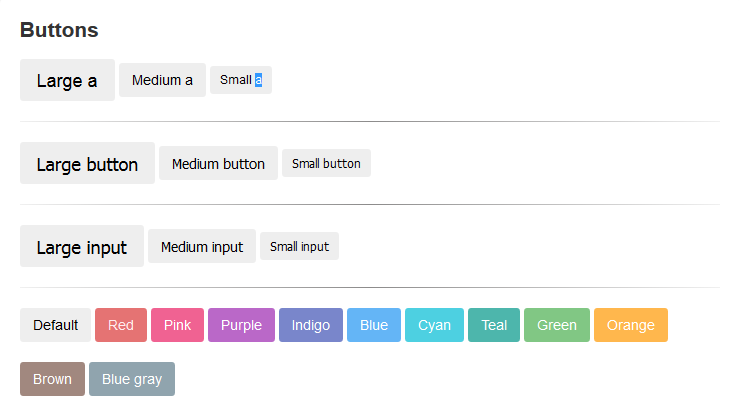 Buttons
Large a Medium a Small a
Large button Medium button Small button
Large input Medium input Small input
Default Red Pink Purple Indigo Blue Cyan Teal Green Orange
Brown Blue gray